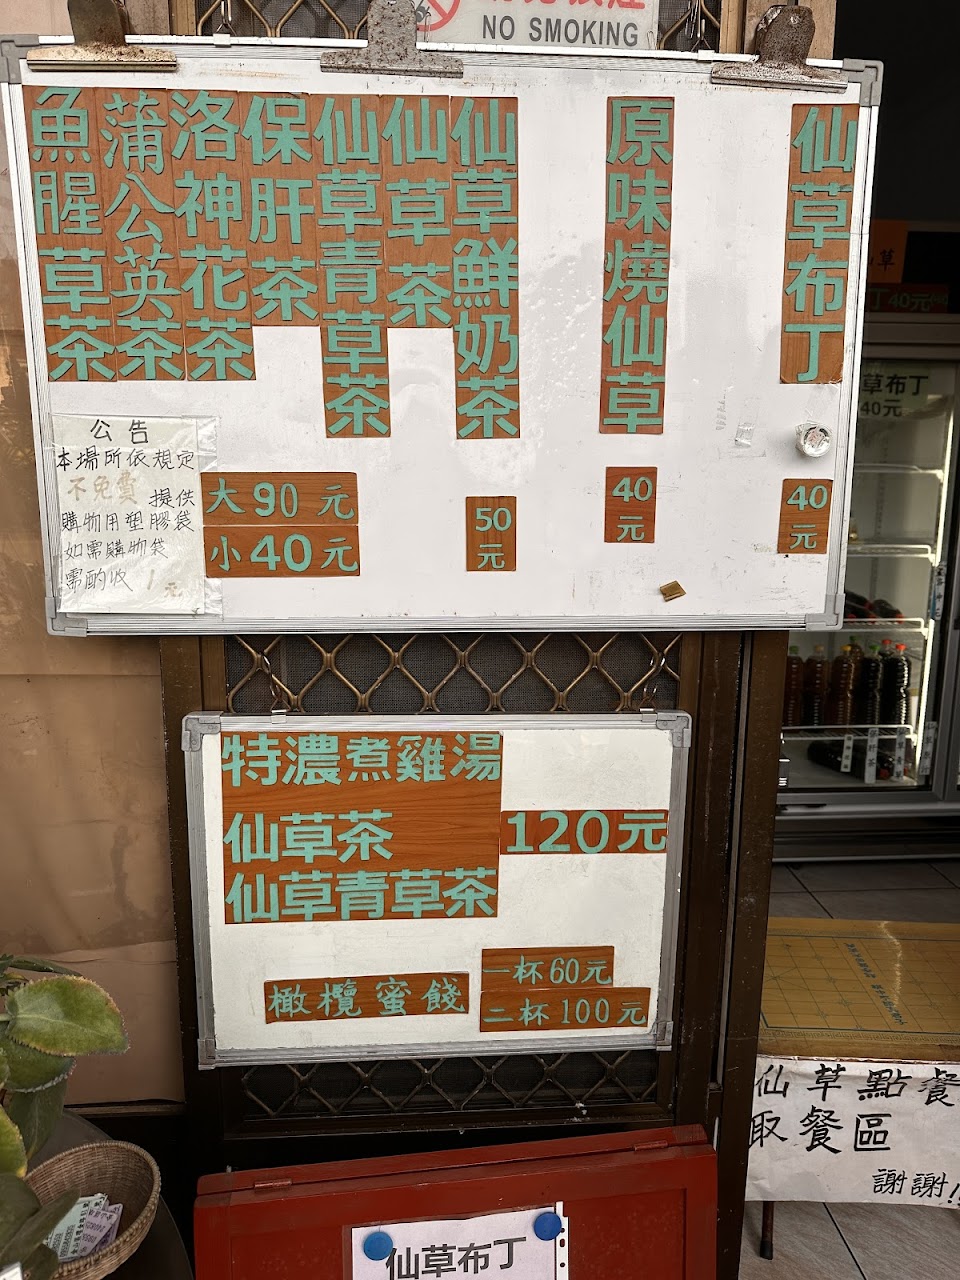 NO SMOKING
魚腥草茶
蒲公英茶
洛神花茶
保肝茶
仙草青草茶
仙草茶
仙草鮮奶茶
原味燒仙草
仙草布丁
大90元
小40元
50元
40元
40元
公告
本場所依規定
不免費 提供
購物用塑膠袋
如需購物袋
需酌收 1 元
特濃煮雞湯
仙草茶
仙草青草茶
120元
橄欖蜜餞
一杯60元
二杯100元
草布丁
40元
丁40元
仙草點餐
取餐區
謝謝!!
仙草布丁